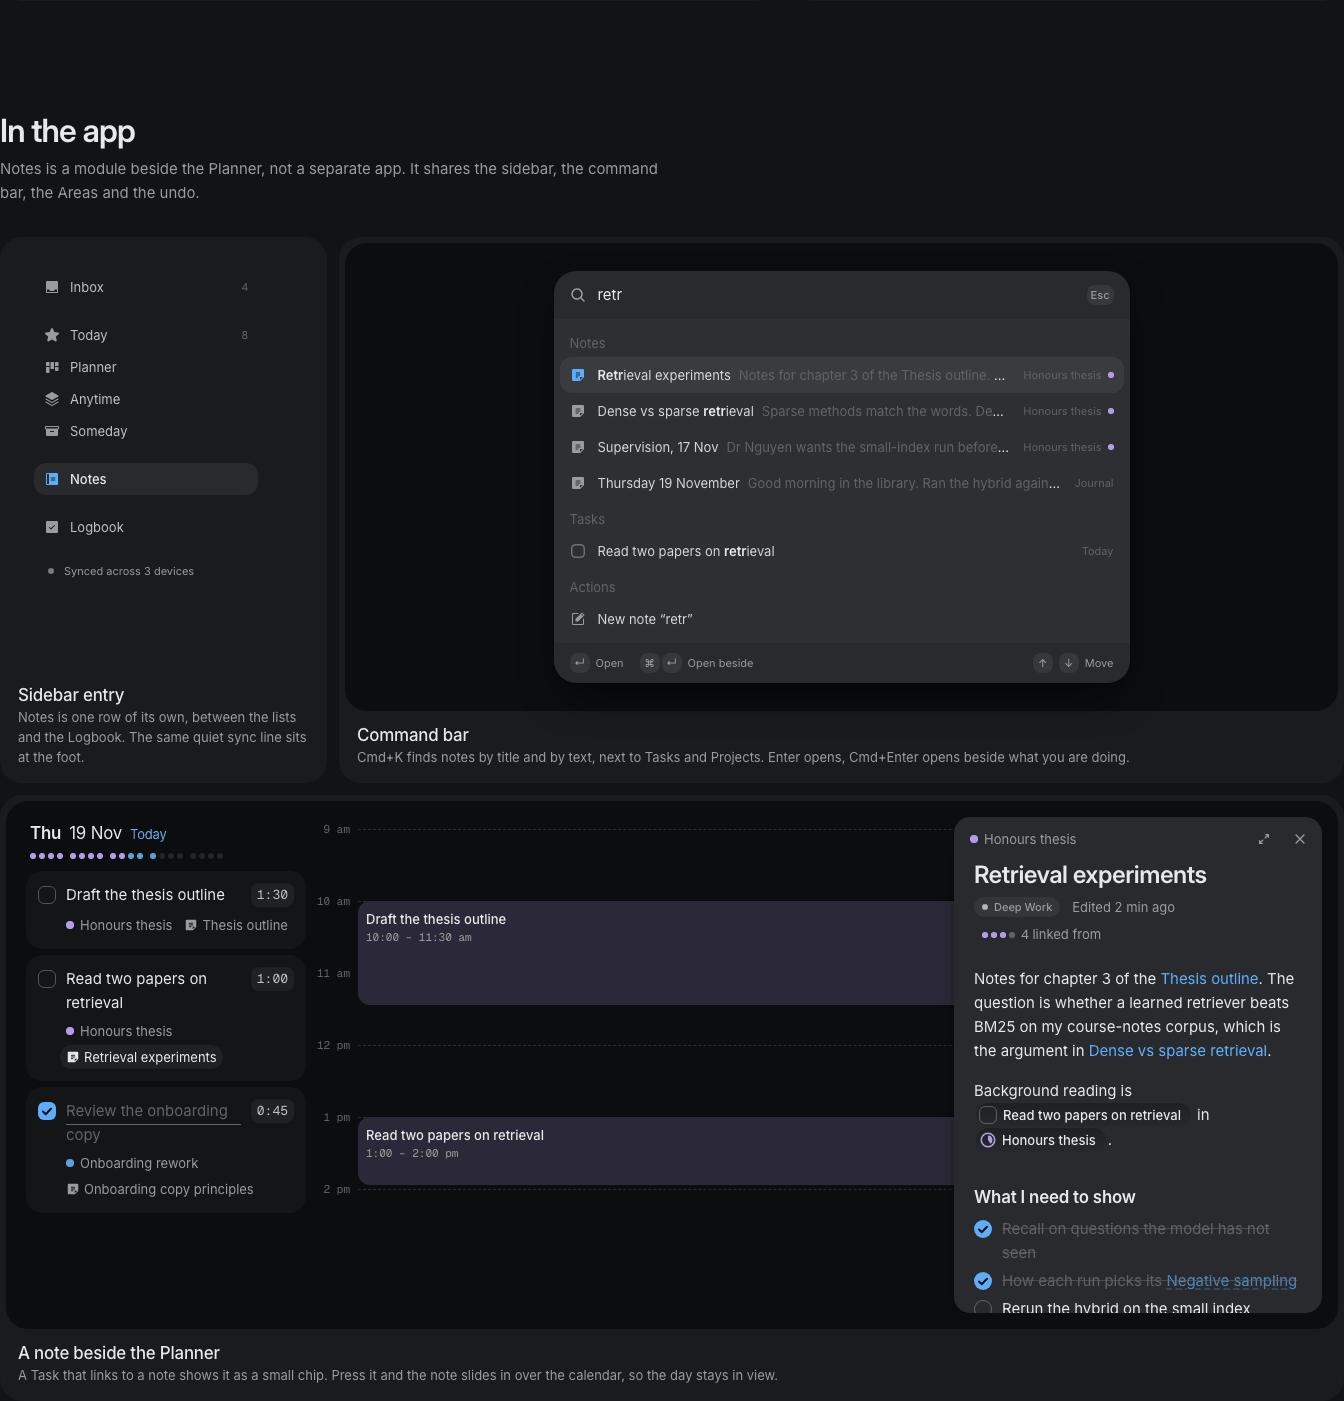 In the app
Notes is a module beside the Planner, not a separate app. It shares the sidebar, the command
bar, the Areas and the undo.
Inbox 4
Today 8
Planner
Anytime
Someday
Notes
Logbook
Synced across 3 devices
Sidebar entry
Notes is one row of its own, between the lists
and the Logbook. The same quiet sync line sits
at the foot.
retr Esc
Notes
Retrieval experiments Notes for chapter 3 of the Thesis outline. ... Honours thesis
Dense vs sparse retrieval Sparse methods match the words. De... Honours thesis
Supervision, 17 Nov Dr Nguyen wants the small-index run before... Honours thesis
Thursday 19 November Good morning in the library. Ran the hybrid again... Journal
Tasks
Read two papers on retrieval Today
Actions
New note “retr”
↵ Open ⌘ ↵ Open beside ↑ ↓ Move
Command bar
Cmd+K finds notes by title and by text, next to Tasks and Projects. Enter opens, Cmd+Enter opens beside what you are doing.
Thu 19 Nov Today
Draft the thesis outline 1:30
Honours thesis Thesis outline
Read two papers on 1:00
retrieval
Honours thesis
Retrieval experiments
Review the onboarding 0:45
copy
Onboarding rework
Onboarding copy principles
9 am
10 am
Draft the thesis outline
10:00 – 11:30 am
11 am
12 pm
1 pm
Read two papers on retrieval
1:00 – 2:00 pm
2 pm
Honours thesis
Retrieval experiments
Deep Work Edited 2 min ago
4 linked from
Notes for chapter 3 of the Thesis outline. The
question is whether a learned retriever beats
BM25 on my course-notes corpus, which is
the argument in Dense vs sparse retrieval.
Background reading is
Read two papers on retrieval in
Honours thesis .
What I need to show
Recall on questions the model has not
seen
How each run picks its Negative sampling
Rerun the hybrid on the small index
A note beside the Planner
A Task that links to a note shows it as a small chip. Press it and the note slides in over the calendar, so the day stays in view.